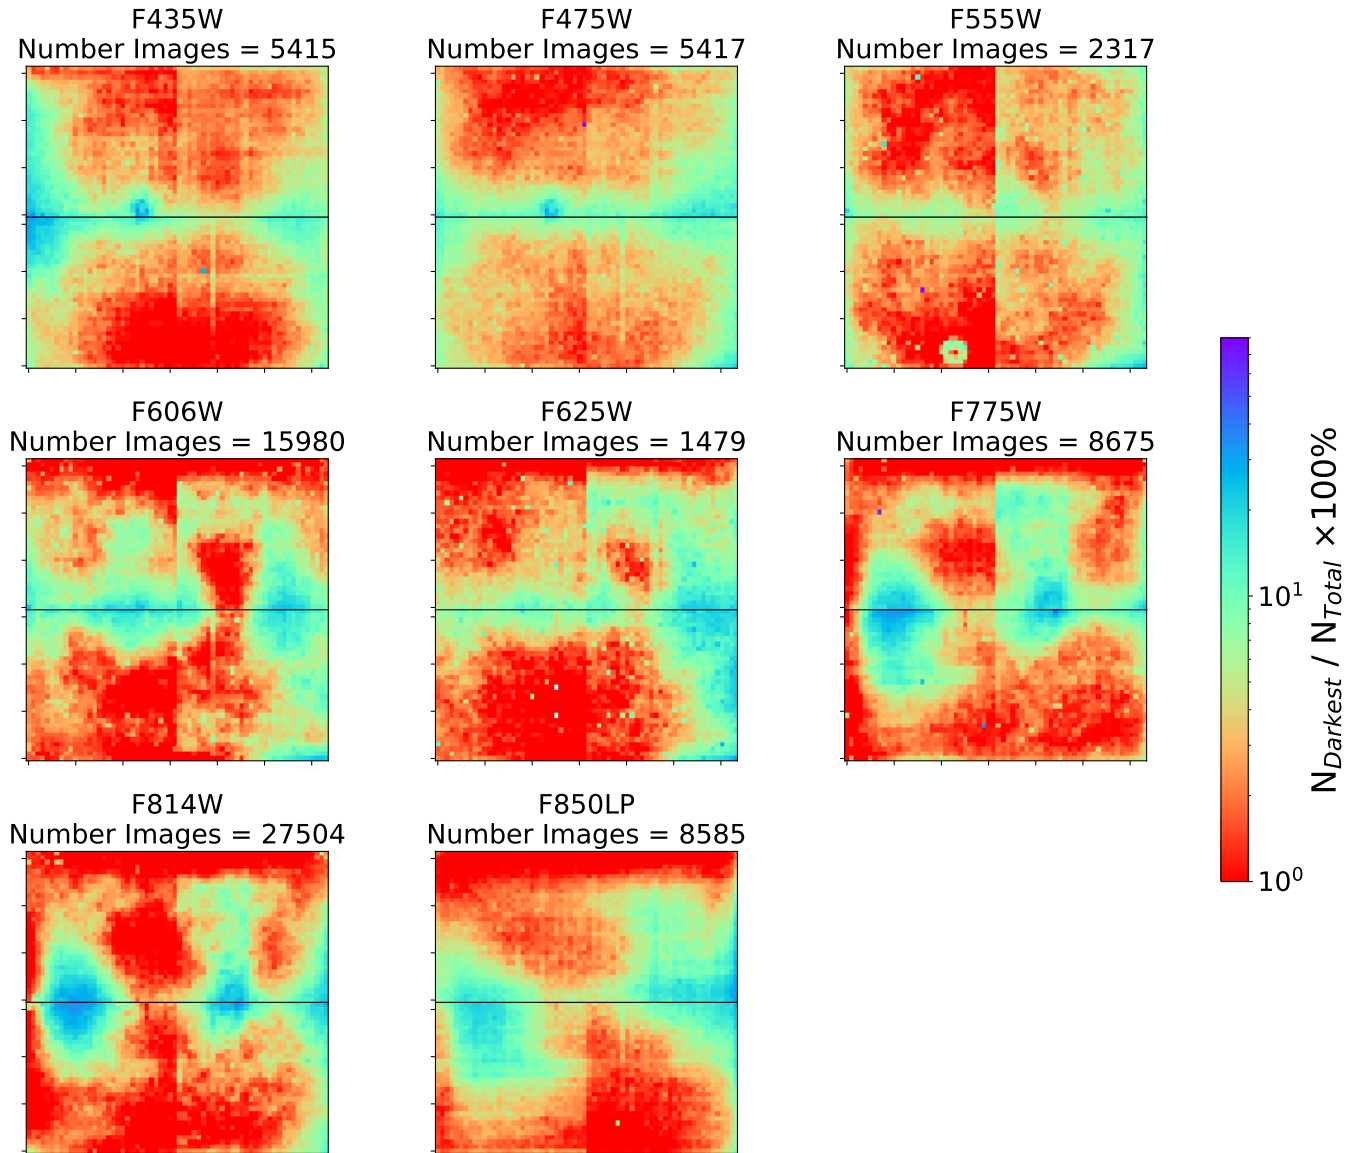 F435W
Number Images = 5415
F475W
Number Images = 5417
F555W
Number Images = 2317
F606W
Number Images = 15980
F625W
Number Images = 1479
F775W
Number Images = 8675
F814W
Number Images = 27504
F850LP
Number Images = 8585
10¹
10⁰
N_Darkest / N_Total ×100%